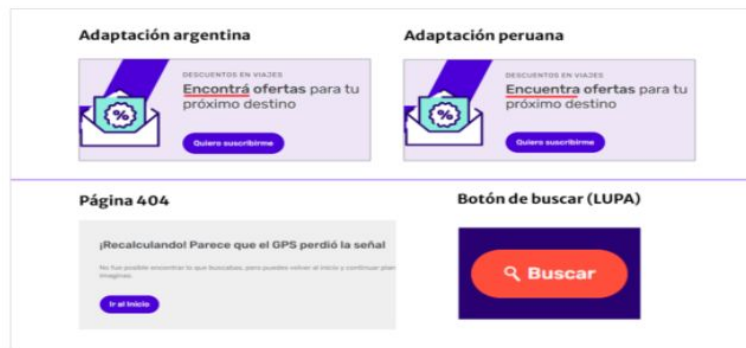 Adaptación argentina
DESCUENTOS EN VIAJES
Encontrá ofertas para tu
próximo destino
Quiero suscribirme
Adaptación peruana
DESCUENTOS EN VIAJES
Encuentra ofertas para tu
próximo destino
Quiero suscribirme
Página 404
¡Recalculando! Parece que el GPS perdió la señal
No fue posible encontrar lo que buscabas, pero puedes volver al inicio y continuar plan
imaginas.
Ir al Inicio
Botón de buscar (LUPA)
Buscar